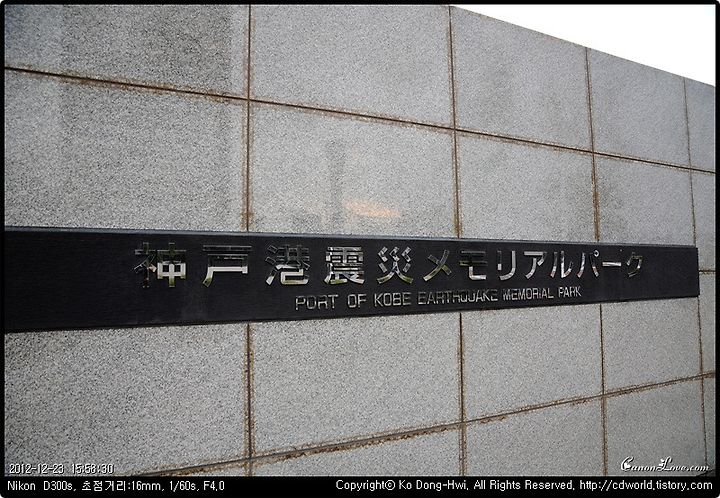 神戸港震災メモリアルパーク
PORT OF KOBE EARTHQUAKE MEMORIAL PARK
2012-12-23 15:58:30
CanonLove.com
Nikon D300s, 초점거리:16mm, 1/60s, F4.0
Copyright© Ko Dong-Hwi, All Rights Reserved, http://cdworld.tistory.com